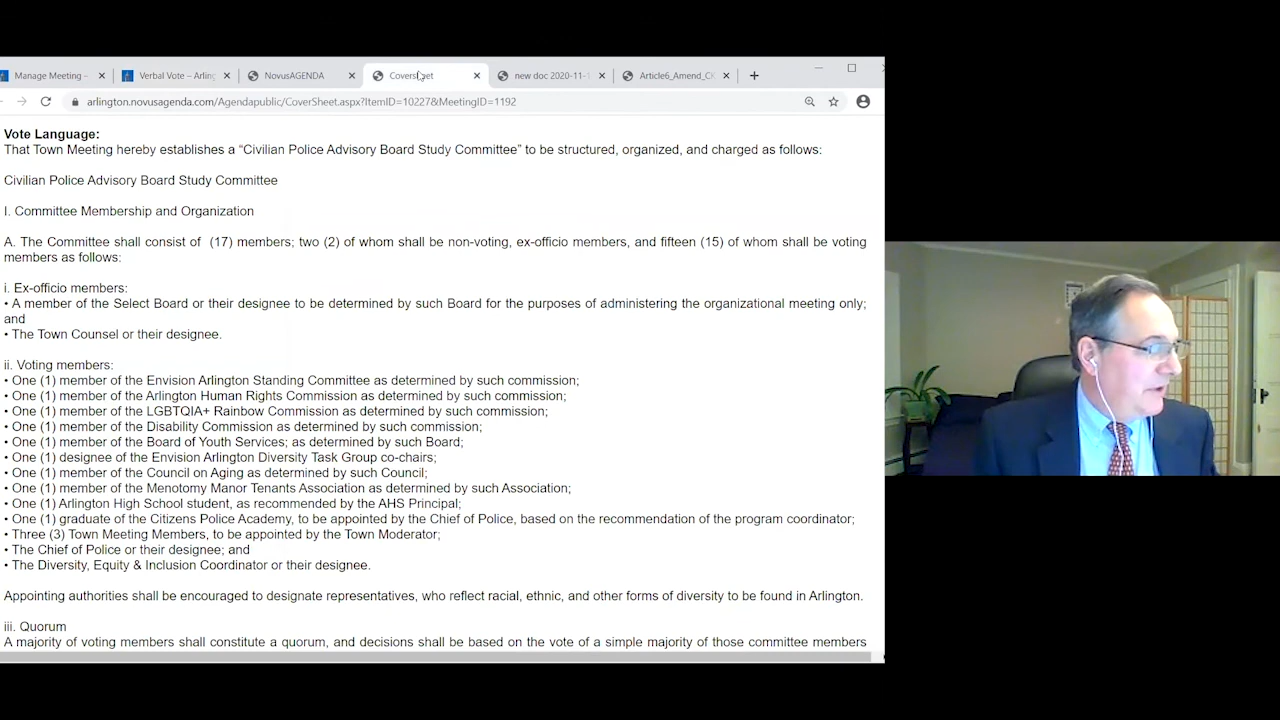 Manage Meeting -
Verbal Vote – Arling
NovusAGENDA
CoverSheet
new doc 2020-11-1
Article6_Amend_CK
arlington.novusagenda.com/Agendapublic/CoverSheet.aspx?ItemID=10227&MeetingID=1192
Vote Language:
That Town Meeting hereby establishes a “Civilian Police Advisory Board Study Committee” to be structured, organized, and charged as follows:
Civilian Police Advisory Board Study Committee
I. Committee Membership and Organization
A. The Committee shall consist of (17) members; two (2) of whom shall be non-voting, ex-officio members, and fifteen (15) of whom shall be voting
members as follows:
i. Ex-officio members:
• A member of the Select Board or their designee to be determined by such Board for the purposes of administering the organizational meeting only;
and
• The Town Counsel or their designee.
ii. Voting members:
• One (1) member of the Envision Arlington Standing Committee as determined by such commission;
• One (1) member of the Arlington Human Rights Commission as determined by such commission;
• One (1) member of the LGBTQIA+ Rainbow Commission as determined by such commission;
• One (1) member of the Disability Commission as determined by such commission;
• One (1) member of the Board of Youth Services; as determined by such Board;
• One (1) designee of the Envision Arlington Diversity Task Group co-chairs;
• One (1) member of the Council on Aging as determined by such Council;
• One (1) member of the Menotomy Manor Tenants Association as determined by such Association;
• One (1) Arlington High School student, as recommended by the AHS Principal;
• One (1) graduate of the Citizens Police Academy, to be appointed by the Chief of Police, based on the recommendation of the program coordinator;
• Three (3) Town Meeting Members, to be appointed by the Town Moderator;
• The Chief of Police or their designee; and
• The Diversity, Equity & Inclusion Coordinator or their designee.
Appointing authorities shall be encouraged to designate representatives, who reflect racial, ethnic, and other forms of diversity to be found in Arlington.
iii. Quorum
A majority of voting members shall constitute a quorum, and decisions shall be based on the vote of a simple majority of those committee members